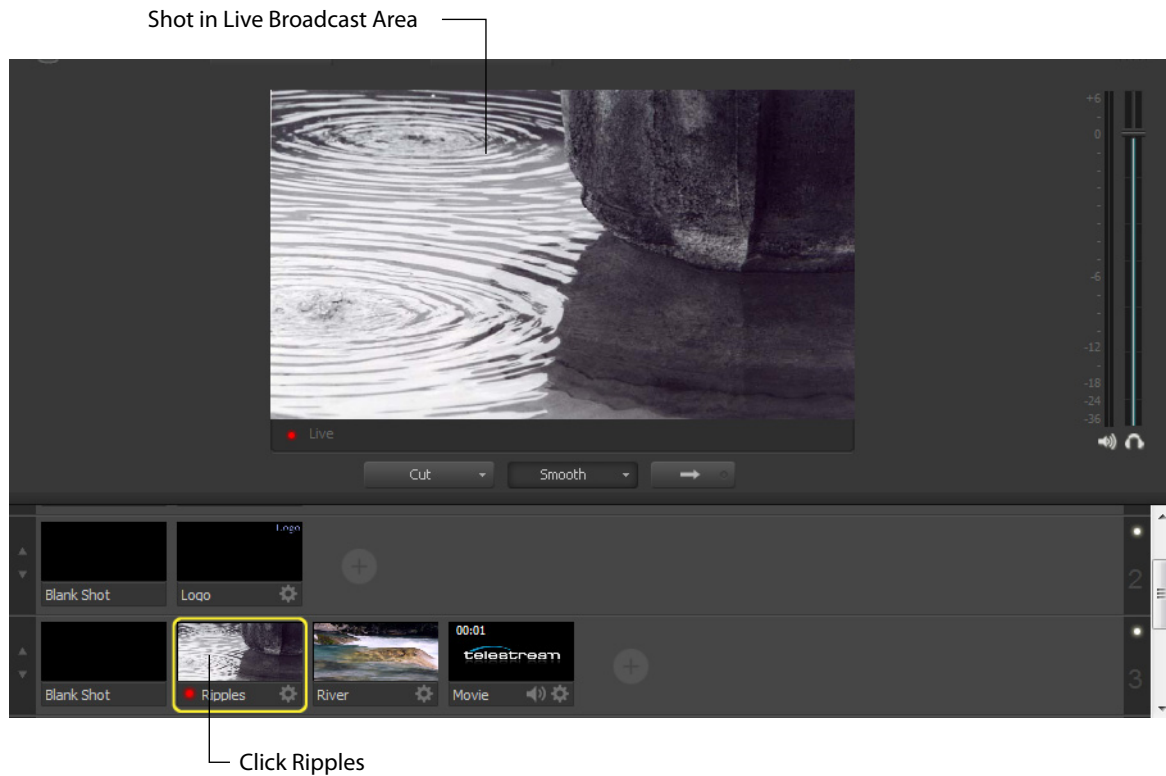 Shot in Live Broadcast Area
+6
0
-6
-12
-18
-24
-36
Live
Cut
Smooth
Logo
Blank Shot
Logo
2
00:01
telestream
Blank Shot
Ripples
River
Movie
3
Click Ripples